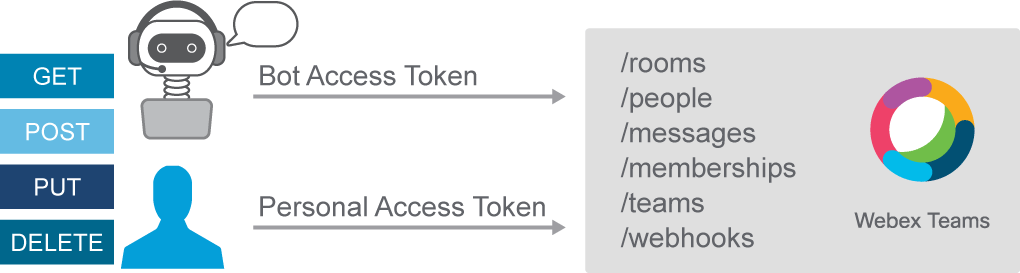 GET
POST
PUT
DELETE
Bot Access Token
Personal Access Token
/rooms
/people
/messages
/memberships
/teams
/webhooks
Webex Teams